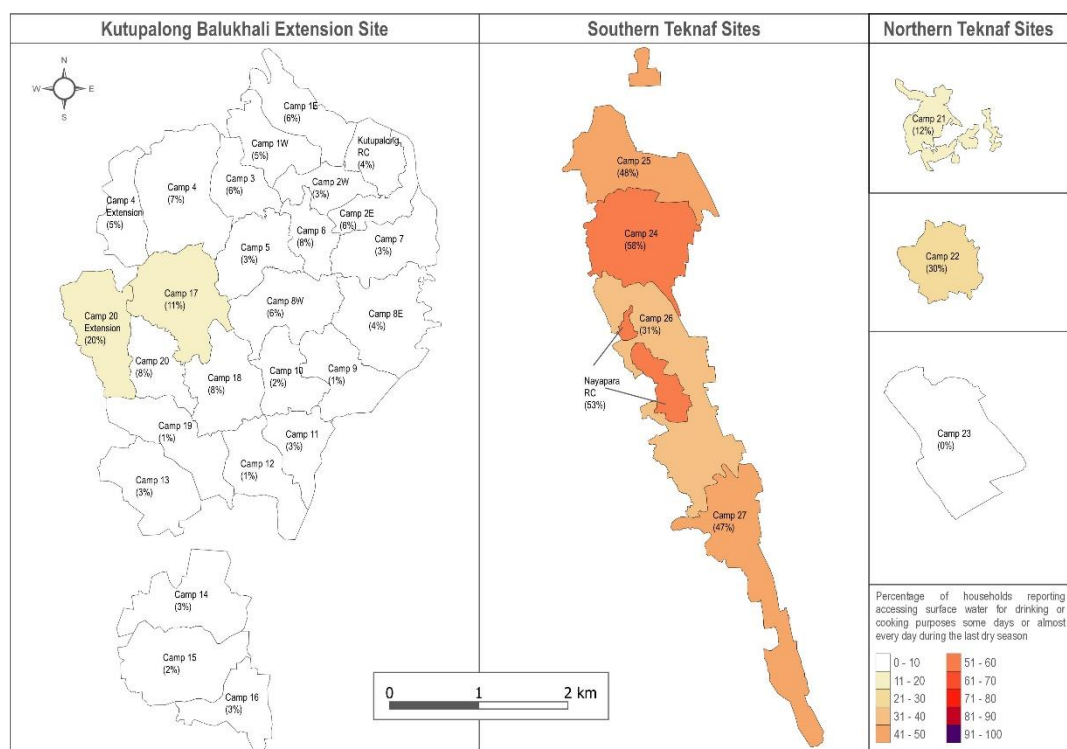 Kutupalong Balukhali Extension Site
Southern Teknaf Sites
Northern Teknaf Sites
N
W
E
S
Camp 1E
(6%)
Camp 1W
(5%)
Kutupalong
RC
(4%)
Camp 3
(6%)
Camp 4
(7%)
Camp 2W
(3%)
Camp 4
Extension
(5%)
Camp 2E
(6%)
Camp 6
(8%)
Camp 7
(3%)
Camp 5
(3%)
Camp 17
(11%)
Camp 8W
(6%)
Camp 8E
(4%)
Camp 20
Extension
(20%)
Camp 20
(8%)
Camp 18
(8%)
Camp 10
(2%)
Camp 9
(1%)
Camp 19
(1%)
Camp 11
(3%)
Camp 12
(1%)
Camp 13
(3%)
Camp 14
(3%)
Camp 15
(2%)
Camp 16
(3%)
Camp 25
(48%)
Camp 24
(58%)
Camp 26
(31%)
Nayapara
RC
(53%)
Camp 27
(47%)
0 1 2 km
Camp 21
(12%)
Camp 22
(30%)
Camp 23
(0%)
Percentage of households reporting
accessing surface water for drinking or
cooking purposes some days or almost
every day during the last dry season
0 - 10
11 - 20
21 - 30
31 - 40
41 - 50
51 - 60
61 - 70
71 - 80
81 - 90
91 - 100